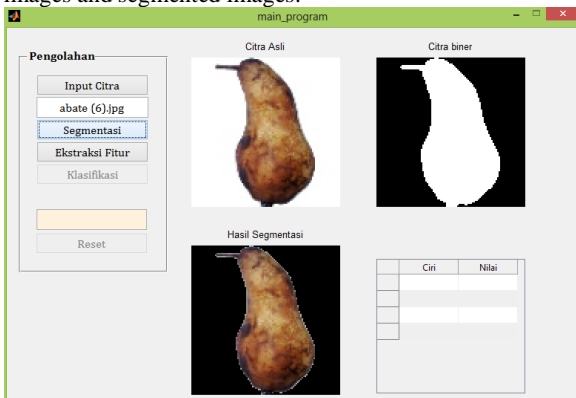 images and segmented images.
main_program
Pengolahan
Input Citra
abate (6).jpg
Segmentasi
Ekstraksi Fitur
Klasifikasi
Reset
Citra Asli
Citra biner
Hasil Segmentasi
Ciri Nilai